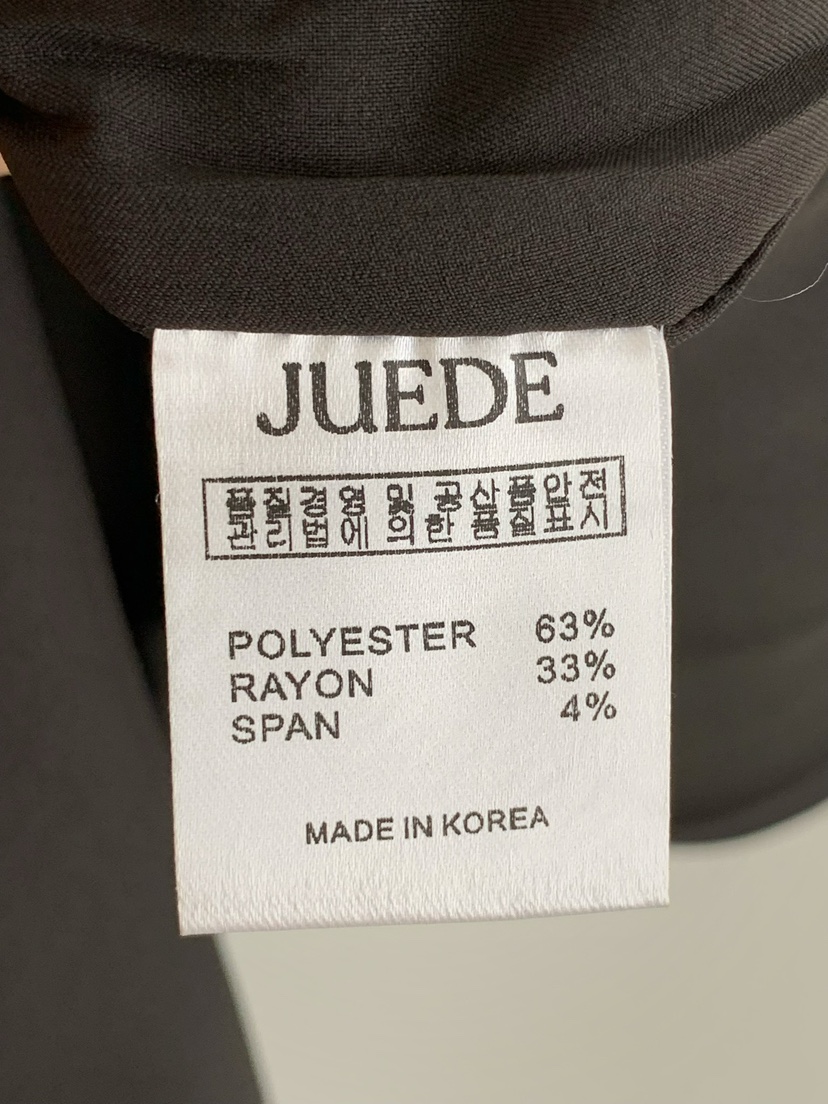 JUEDE
품질경영 및 공산품안전
관리법에 의한 품질표시
POLYESTER 63%
RAYON 33%
SPAN 4%
MADE IN KOREA